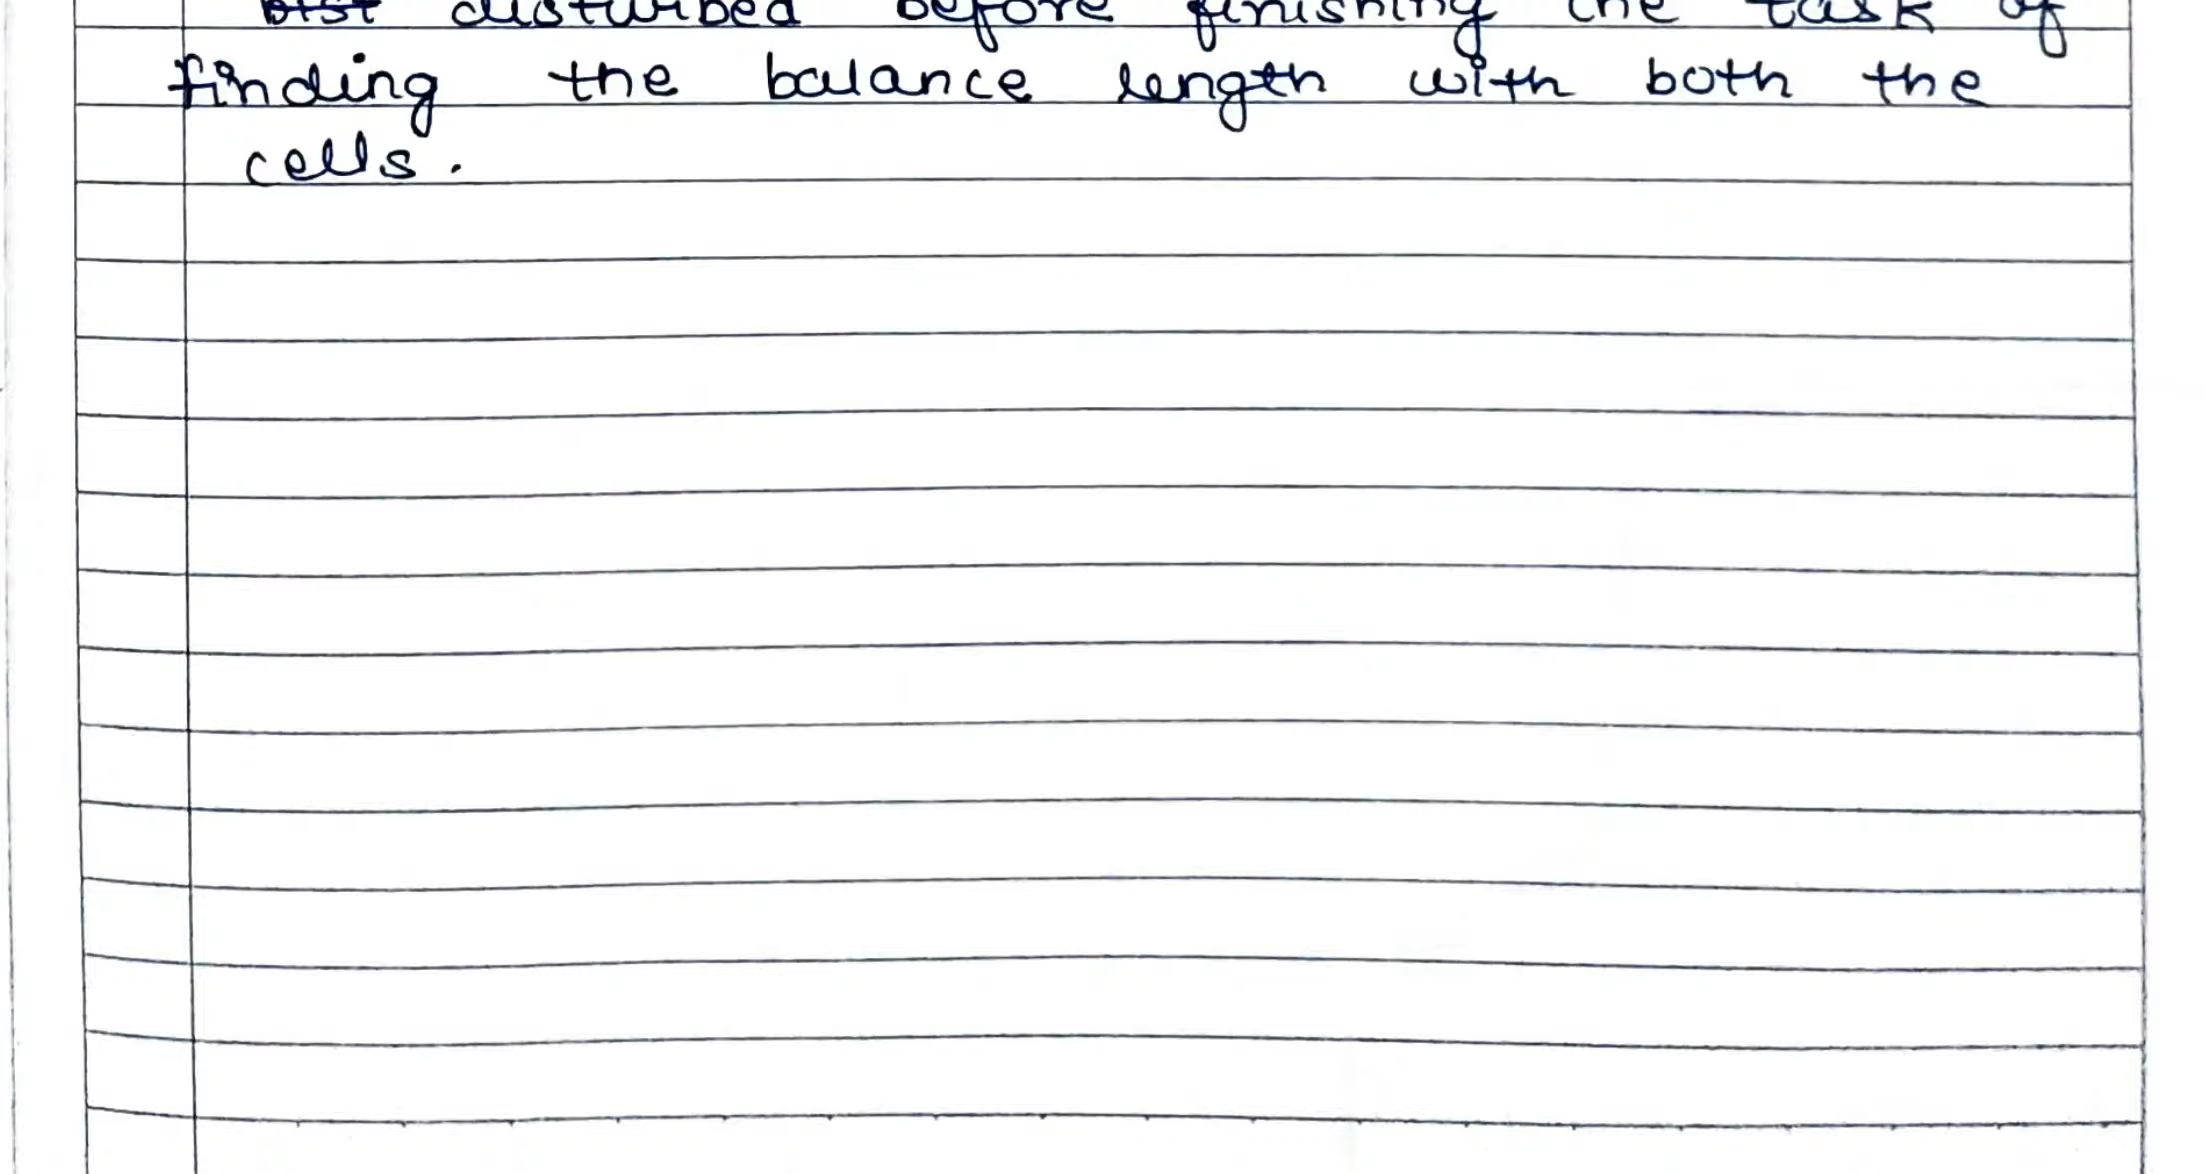 disturbed before finishing the task of
finding the balance length with both the
cells.